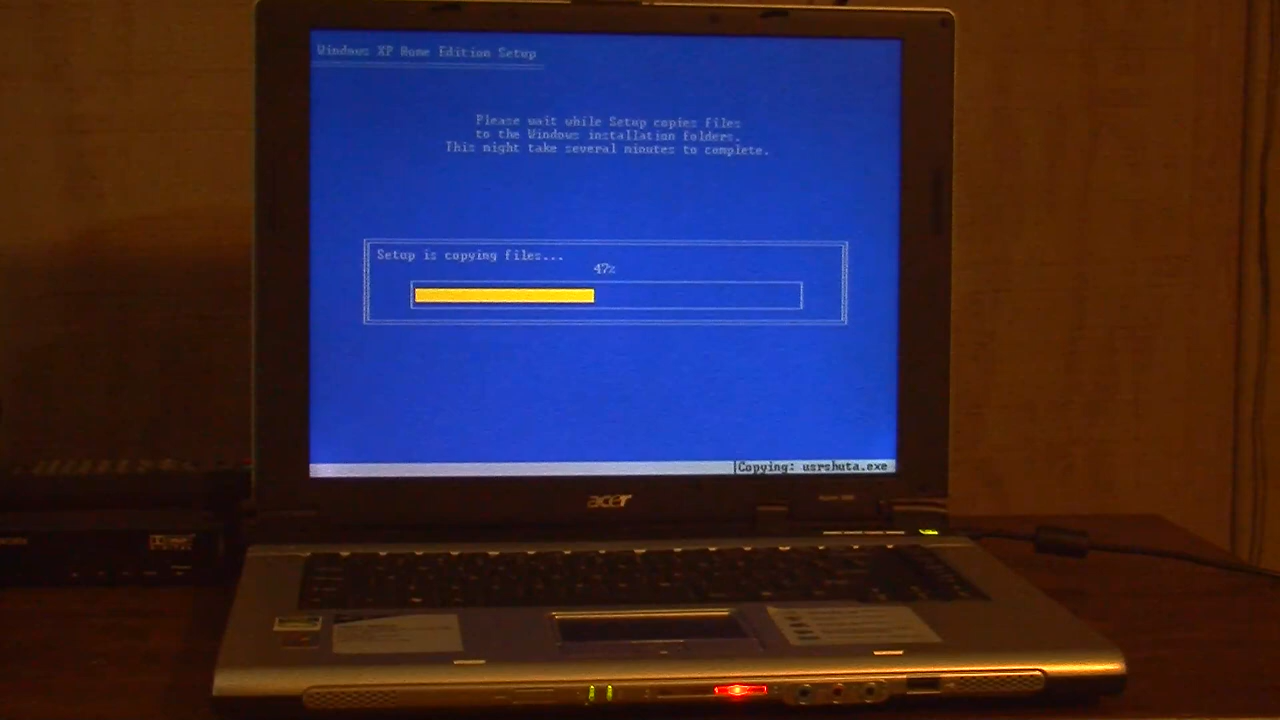 Windows XP Home Edition Setup
Please wait while Setup copies files
to the Windows installation folders.
This might take several minutes to complete.
Setup is copying files...
47%
Copying: usrshuta.exe
acer